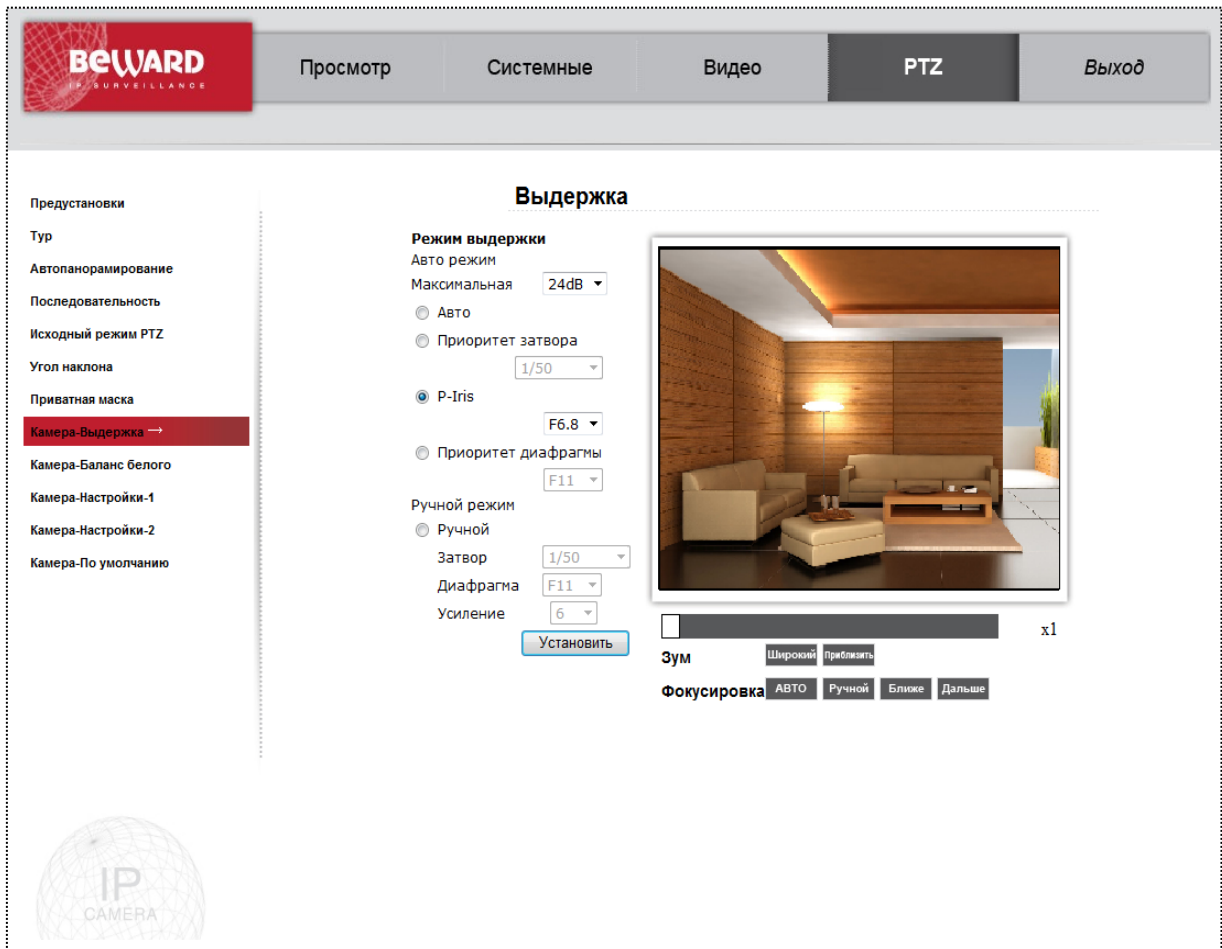 BEWARD
IP SURVEILLANCE
Просмотр
Системные
Видео
PTZ
Выход
Предустановки
Тур
Автопанорамирование
Последовательность
Исходный режим PTZ
Угол наклона
Приватная маска
Камера-Выдержка →
Камера-Баланс белого
Камера-Настройки-1
Камера-Настройки-2
Камера-По умолчанию
Выдержка
Режим выдержки
Авто режим
Максимальная 24dB
Авто
Приоритет затвора
1/50
P-Iris
F6.8
Приоритет диафрагмы
F11
Ручной режим
Ручной
Затвор 1/50
Диафрагма F11
Усиление 6
Установить
x1
Зум Широкий Приблизить
Фокусировка АВТО Ручной Ближе Дальше
IP
CAMERA